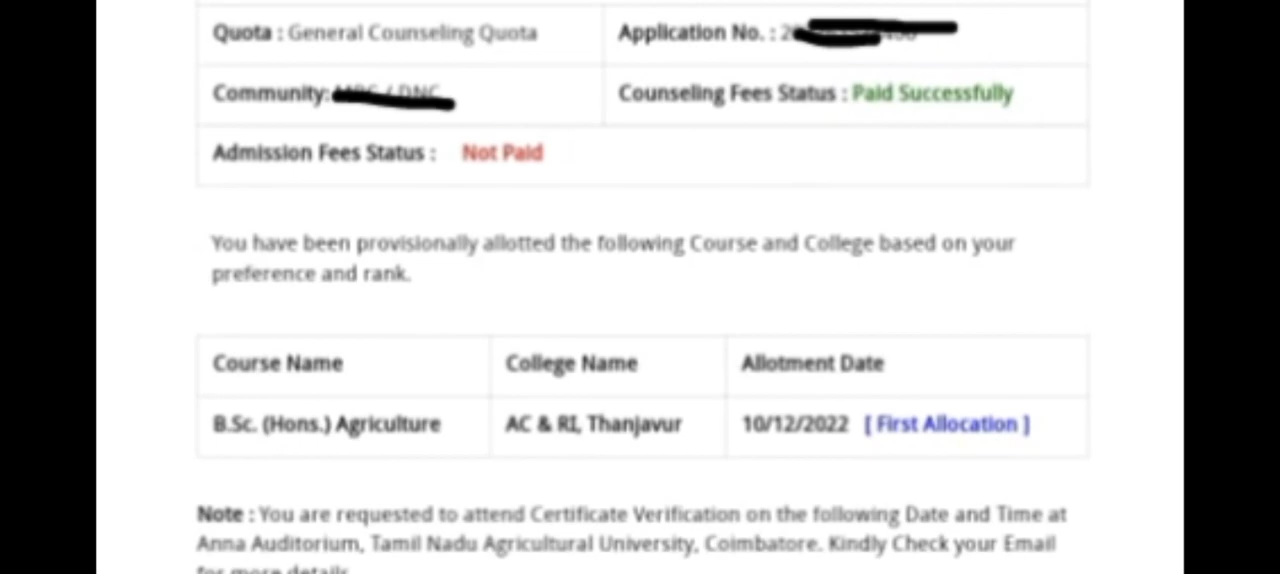 Quota : General Counseling Quota
Application No. :
Community:
Counseling Fees Status : Paid Successfully
Admission Fees Status : Not Paid
You have been provisionally allotted the following Course and College based on your
preference and rank.
Course Name College Name Allotment Date
B.Sc. (Hons.) Agriculture AC & RI, Thanjavur 10/12/2022 [ First Allocation ]
Note : You are requested to attend Certificate Verification on the following Date and Time at
Anna Auditorium, Tamil Nadu Agricultural University, Coimbatore. Kindly Check your Email
for more details